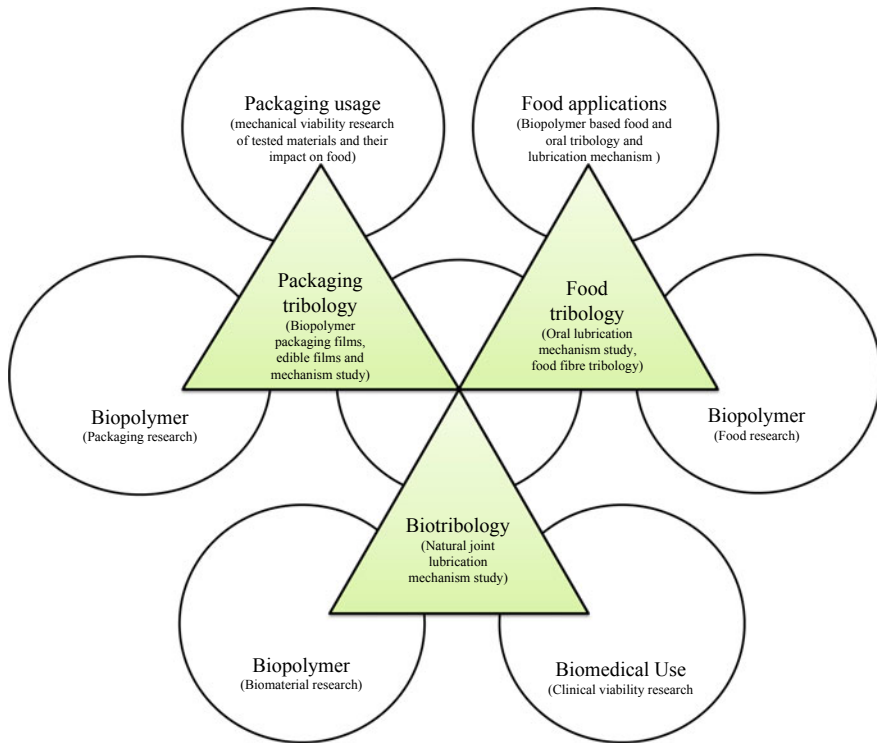 Packaging usage
(mechanical viability research
of tested materials and their
impact on food)
Food applications
(Biopolymer based food and
oral tribology and
lubrication mechanism )
Packaging
tribology
(Biopolymer
packaging films,
edible films and
mechanism study)
Food
tribology
(Oral lubrication
mechanism study,
food fibre tribology)
Biopolymer
(Packaging research)
Biopolymer
(Food research)
Biotribology
(Natural joint
lubrication
mechanism study)
Biopolymer
(Biomaterial research)
Biomedical Use
(Clinical viability research